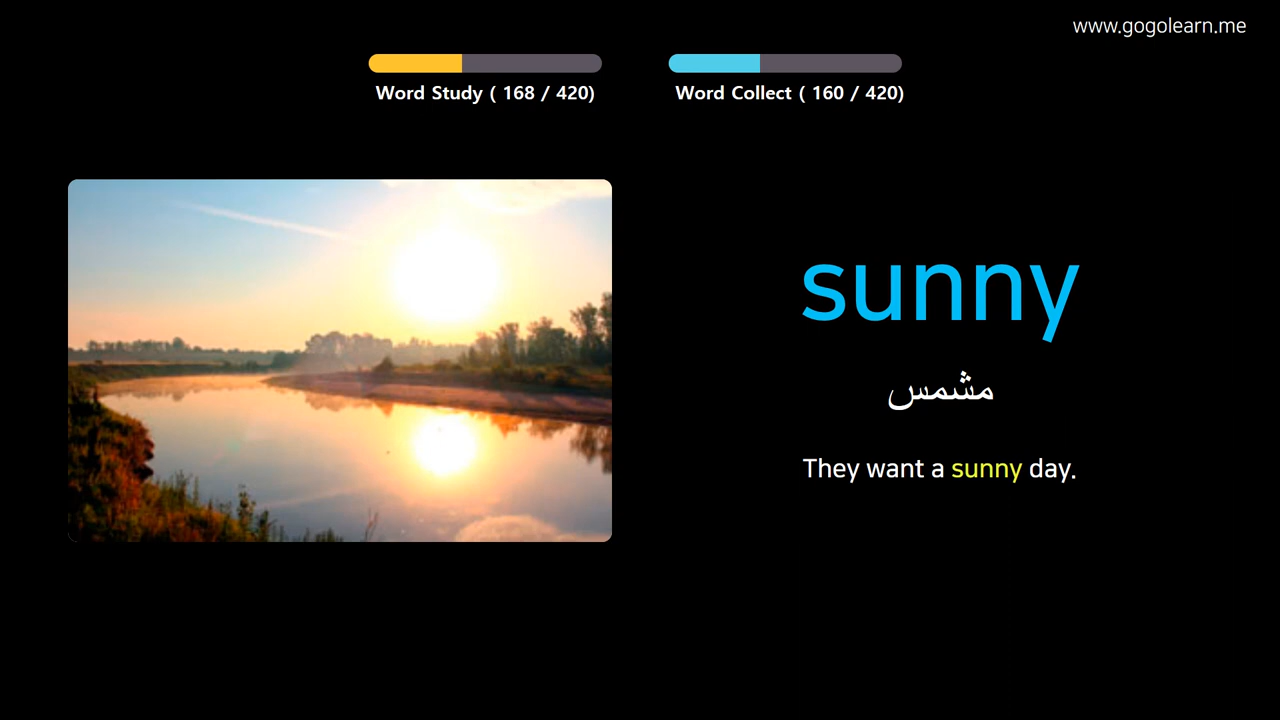 www.gogolearn.me
Word Study ( 168 / 420)
Word Collect ( 160 / 420)
sunny
مشمس
They want a sunny day.